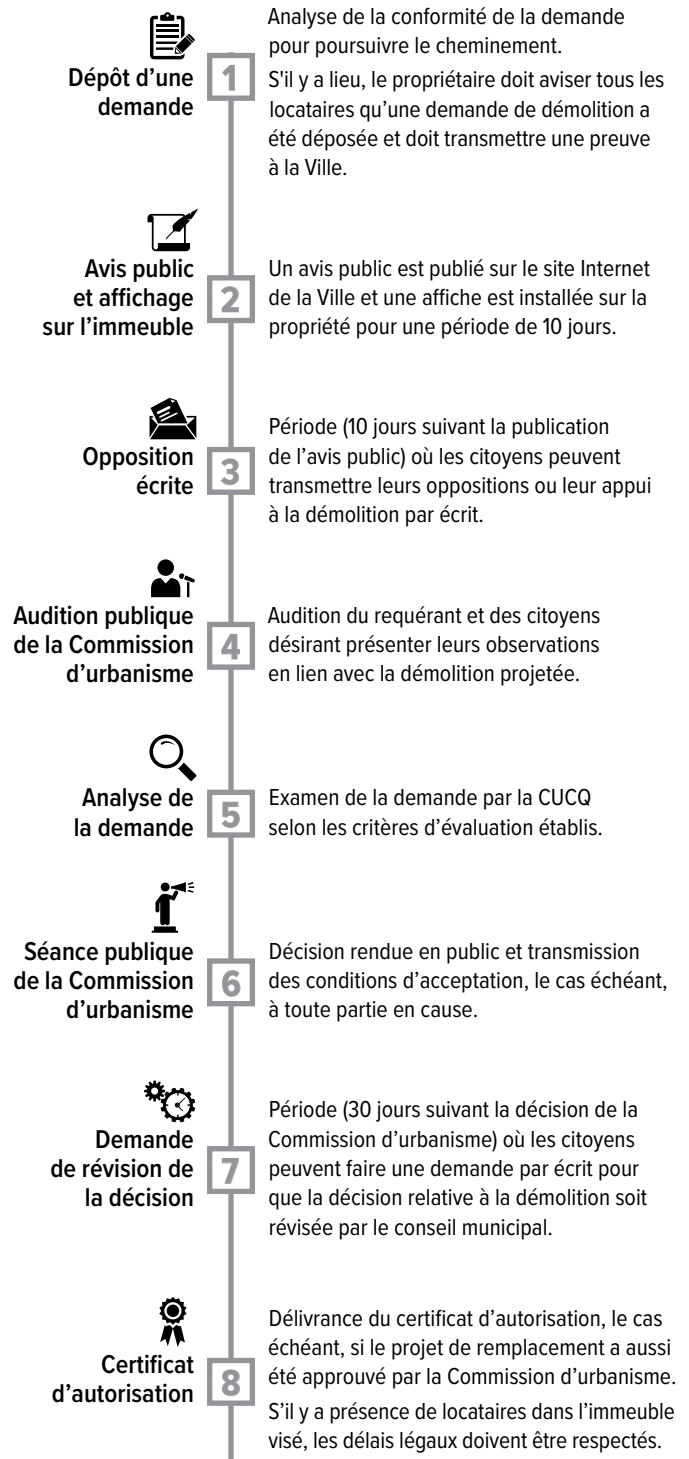 Dépôt d'une
demande
1
Analyse de la conformité de la demande
pour poursuivre le cheminement.
S'il y a lieu, le propriétaire doit aviser tous les
locataires qu'une demande de démolition a
été déposée et doit transmettre une preuve
à la Ville.
Avis public
et affichage
sur l'immeuble
2
Un avis public est publié sur le site Internet
de la Ville et une affiche est installée sur la
propriété pour une période de 10 jours.
Opposition
écrite
3
Période (10 jours suivant la publication
de l'avis public) où les citoyens peuvent
transmettre leurs oppositions ou leur appui
à la démolition par écrit.
Audition publique
de la Commission
d'urbanisme
4
Audition du requérant et des citoyens
désirant présenter leurs observations
en lien avec la démolition projetée.
Analyse de
la demande
5
Examen de la demande par la CUCQ
selon les critères d'évaluation établis.
Séance publique
de la Commission
d'urbanisme
6
Décision rendue en public et transmission
des conditions d'acceptation, le cas échéant,
à toute partie en cause.
Demande
de révision de
la décision
7
Période (30 jours suivant la décision de la
Commission d'urbanisme) où les citoyens
peuvent faire une demande par écrit pour
que la décision relative à la démolition soit
révisée par le conseil municipal.
Certificat
d'autorisation
8
Délivrance du certificat d'autorisation, le cas
échéant, si le projet de remplacement a aussi
été approuvé par la Commission d'urbanisme.
S'il y a présence de locataires dans l'immeuble
visé, les délais légaux doivent être respectés.